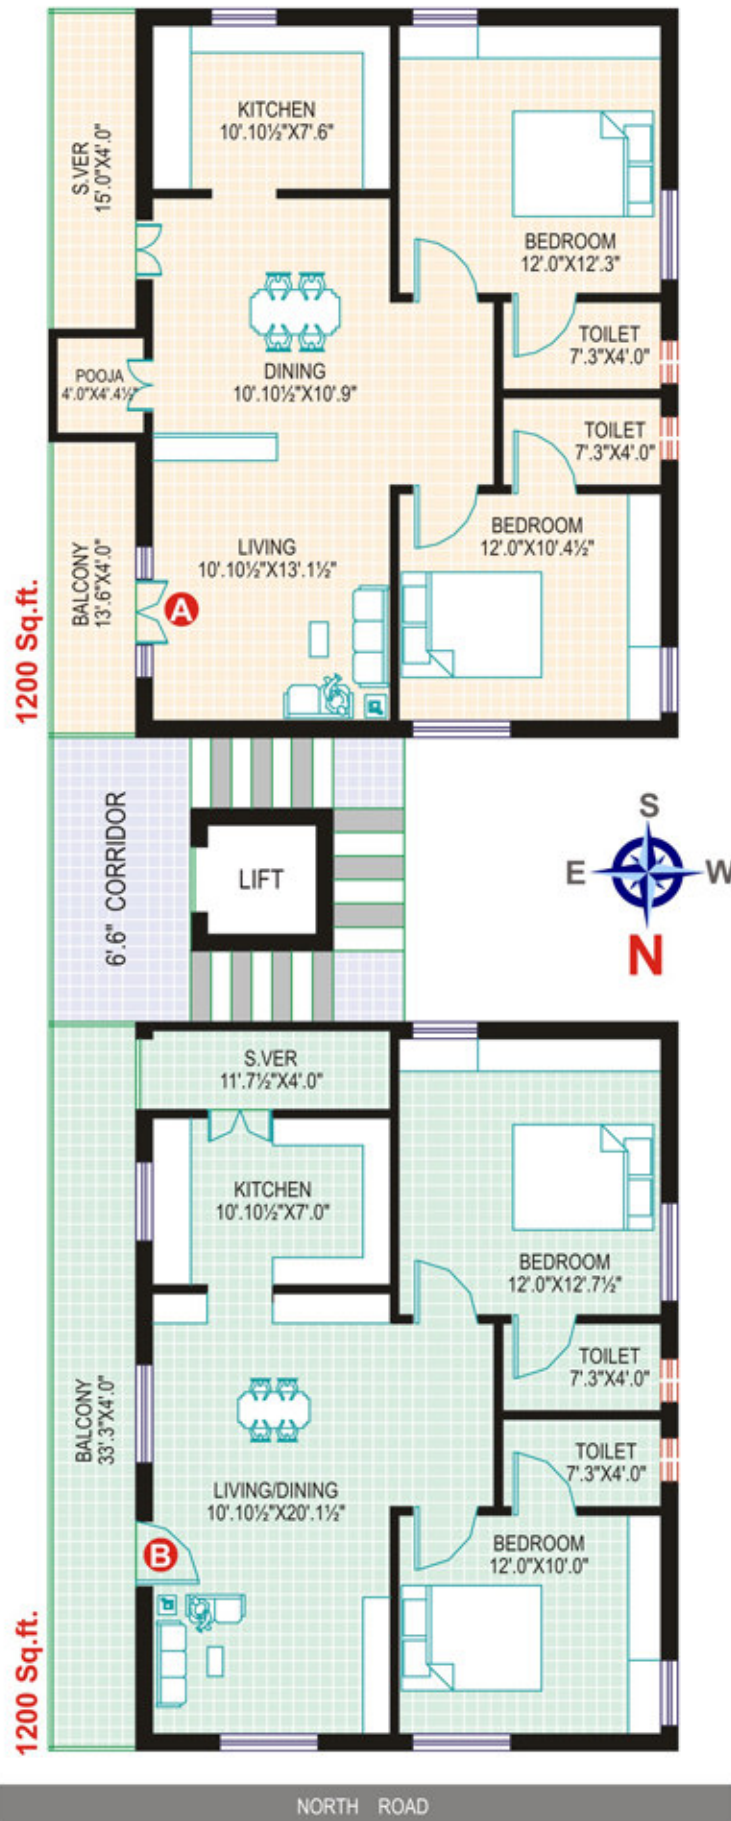 KITCHEN
10'.10½"X7'.6"
S.VER
15'.0"X4'.0"
BEDROOM
12'.0"X12'.3"
TOILET
7'.3"X4'.0"
DINING
10'.10½"X10'.9"
POOJA
4'.0"X4'.4½"
TOILET
7'.3"X4'.0"
BEDROOM
12'.0"X10'.4½"
LIVING
10'.10½"X13'.1½"
BALCONY
13'.6"X4'.0"
A
1200 Sq.ft.
6'.6" CORRIDOR
LIFT
S
E
W
N
S.VER
11'.7½"X4'.0"
KITCHEN
10'.10½"X7'.0"
BEDROOM
12'.0"X12'.7½"
TOILET
7'.3"X4'.0"
BALCONY
33'.3"X4'.0"
TOILET
7'.3"X4'.0"
LIVING/DINING
10'.10½"X20'.1½"
BEDROOM
12'.0"X10'.0"
B
1200 Sq.ft.
NORTH ROAD